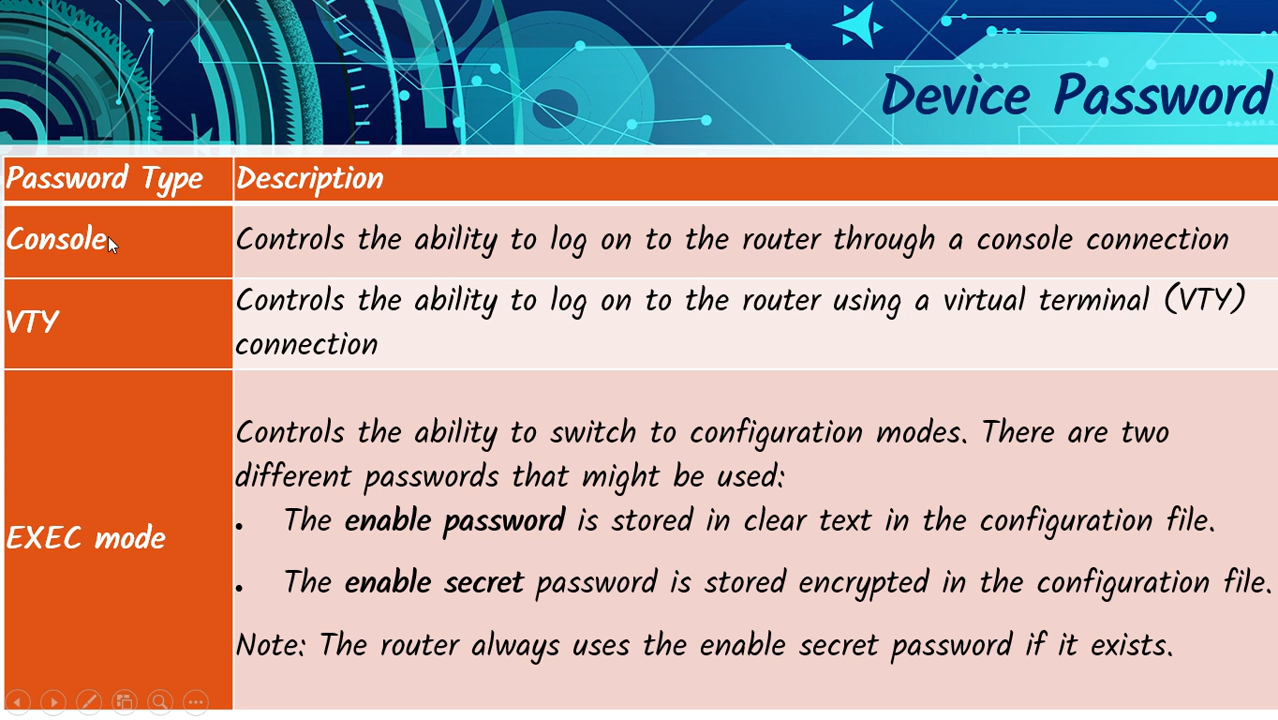 Device Password
Password Type
Description
Console
Controls the ability to log on to the router through a console connection
VTY
Controls the ability to log on to the router using a virtual terminal (VTY)
connection
EXEC mode
Controls the ability to switch to configuration modes. There are two
different passwords that might be used:
• The enable password is stored in clear text in the configuration file.
• The enable secret password is stored encrypted in the configuration file.
Note: The router always uses the enable secret password if it exists.